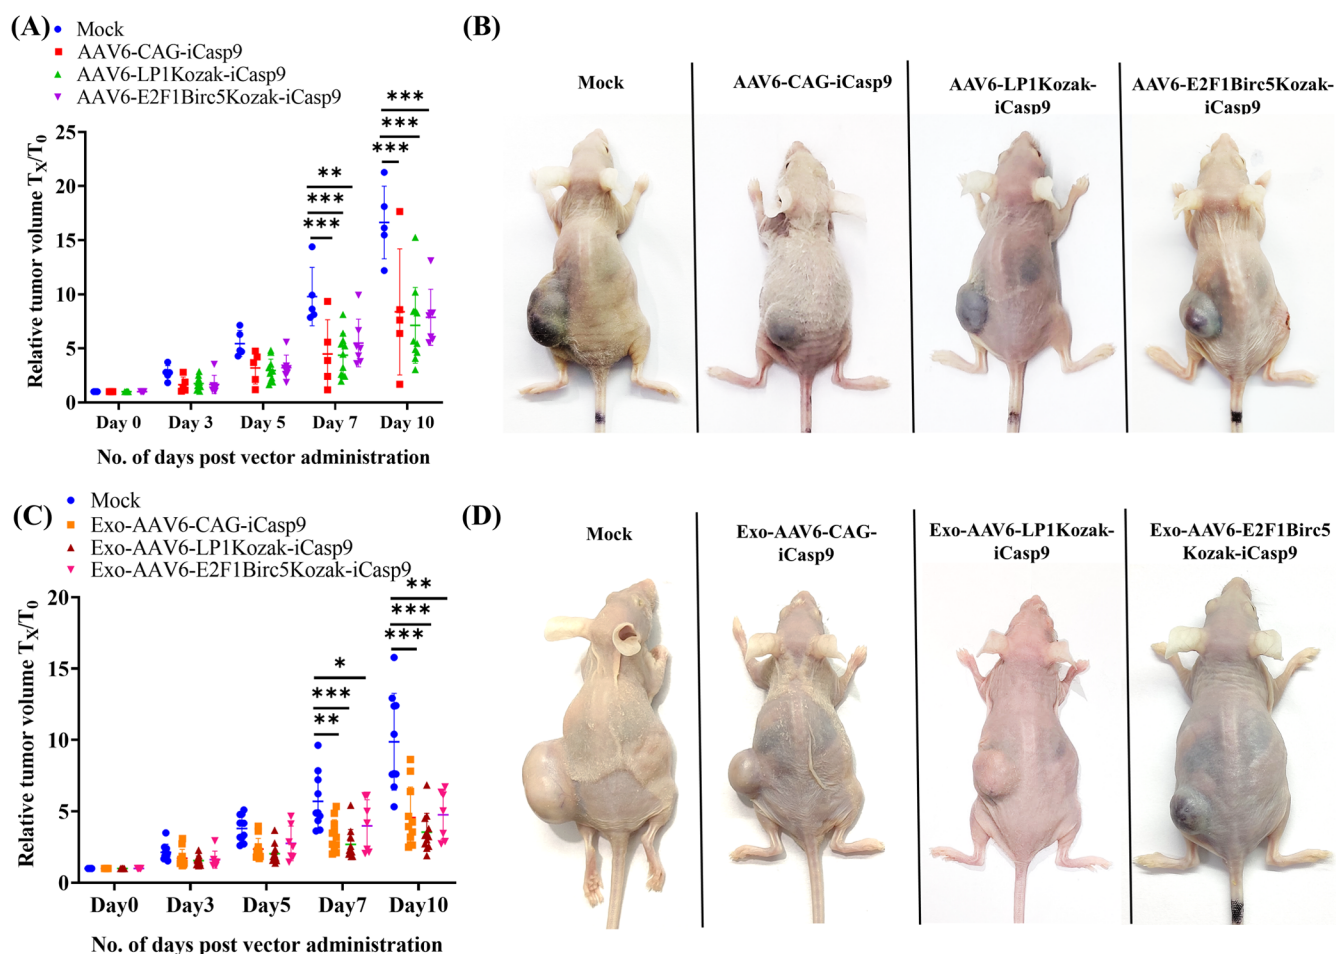 (A)
Mock
AAV6-CAG-iCasp9
AAV6-LP1Kozak-iCasp9
AAV6-E2F1Birc5Kozak-iCasp9
Relative tumor volume TX/T0
25
20
15
10
5
0
***
***
***
**
***
***
Day 0 Day 3 Day 5 Day 7 Day 10
No. of days post vector administration
(B)
Mock
AAV6-CAG-iCasp9
AAV6-LP1Kozak-
iCasp9
AAV6-E2F1Birc5Kozak-
iCasp9
(C)
Mock
Exo-AAV6-CAG-iCasp9
Exo-AAV6-LP1Kozak-iCasp9
Exo-AAV6-E2F1Birc5Kozak-iCasp9
Relative tumor volume TX/T0
20
15
10
5
0
**
***
***
*
***
**
Day0 Day3 Day5 Day7 Day10
No. of days post vector administration
(D)
Mock
Exo-AAV6-CAG-
iCasp9
Exo-AAV6-LP1Kozak-
iCasp9
Exo-AAV6-E2F1Birc5
Kozak-iCasp9